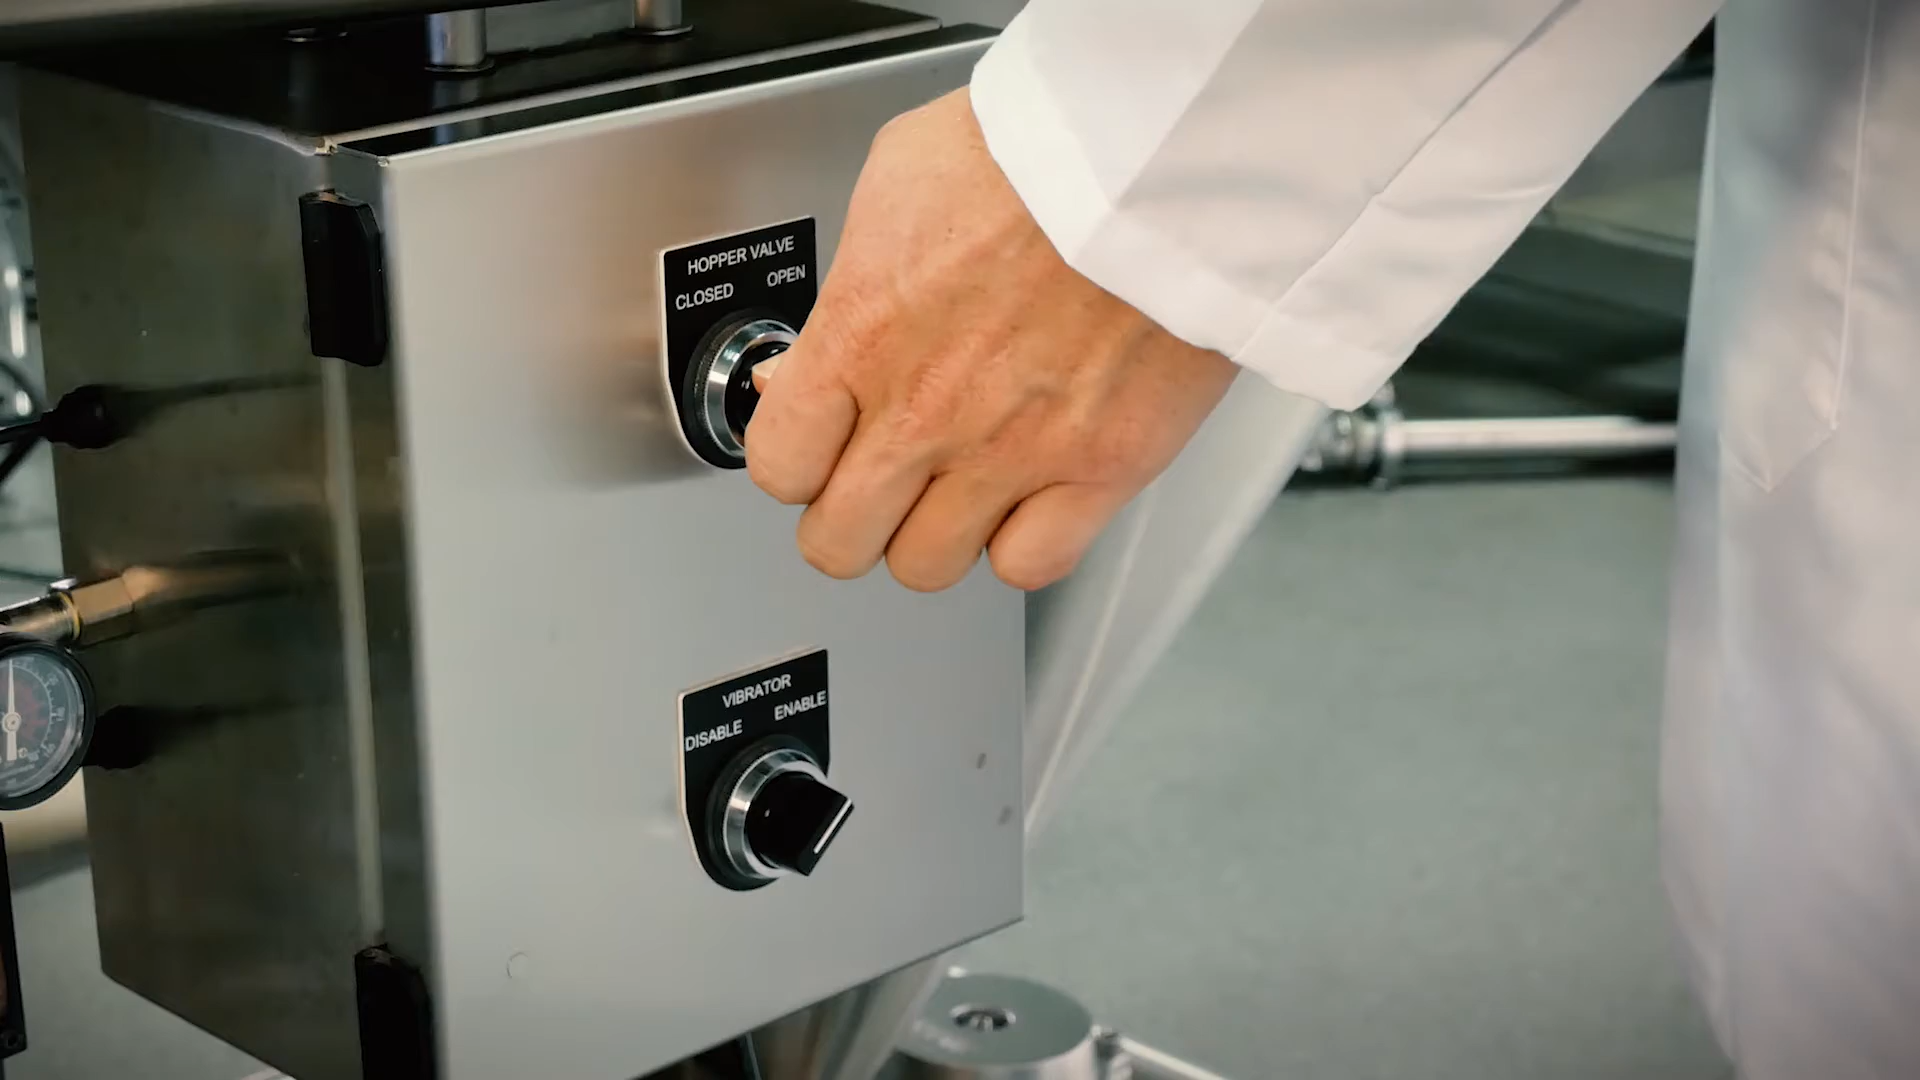 HOPPER VALVE
CLOSED OPEN
VIBRATOR
DISABLE ENABLE